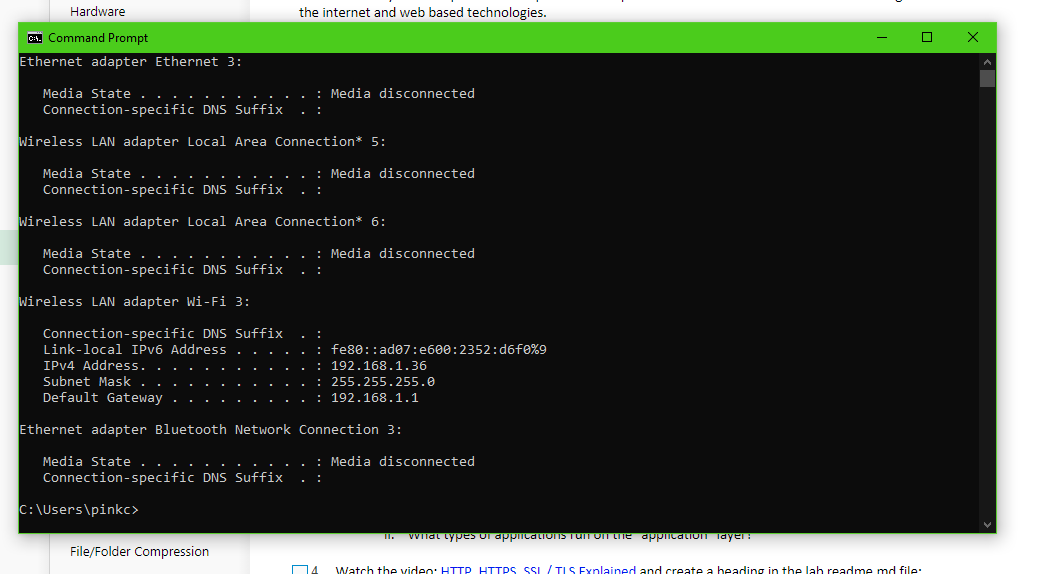 Hardware
the internet and web based technologies.
Command Prompt
Ethernet adapter Ethernet 3:
Media State . . . . . . . . . . . : Media disconnected
Connection-specific DNS Suffix  . :
Wireless LAN adapter Local Area Connection* 5:
Media State . . . . . . . . . . . : Media disconnected
Connection-specific DNS Suffix  . :
Wireless LAN adapter Local Area Connection* 6:
Media State . . . . . . . . . . . : Media disconnected
Connection-specific DNS Suffix  . :
Wireless LAN adapter Wi-Fi 3:
Connection-specific DNS Suffix  . :
Link-local IPv6 Address . . . . . : fe80::ad07:e600:2352:d6f0%9
IPv4 Address. . . . . . . . . . . : 192.168.1.36
Subnet Mask . . . . . . . . . . . : 255.255.255.0
Default Gateway . . . . . . . . . : 192.168.1.1
Ethernet adapter Bluetooth Network Connection 3:
Media State . . . . . . . . . . . : Media disconnected
Connection-specific DNS Suffix  . :
C:\Users\pinkc>
ii. What types of applications run on the "application" layer?
File/Folder Compression
4 Watch the video: HTTP, HTTPS, SSL / TLS Explained and create a heading in the lab readme.md file: